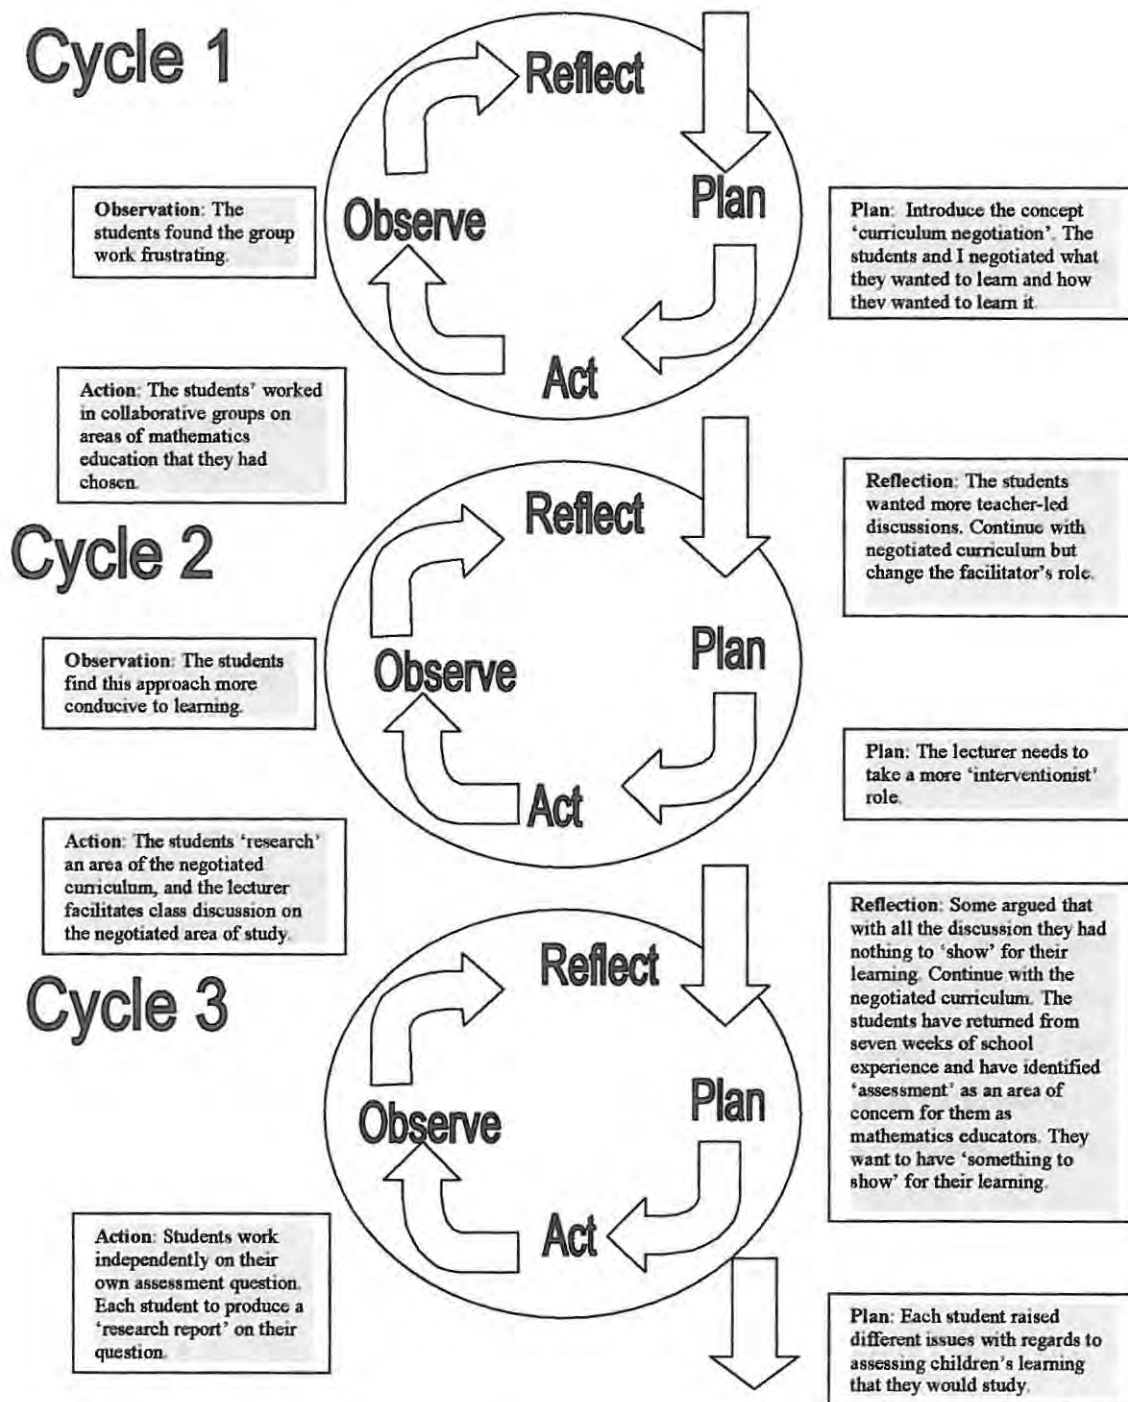 Cycle 1
Reflect
Plan
Observe
Act
Observation: The
students found the group
work frustrating.
Plan: Introduce the concept
‘curriculum negotiation’. The
students and I negotiated what
they wanted to learn and how
they wanted to learn it.
Action: The students’ worked
in collaborative groups on
areas of mathematics
education that they had
chosen.
Cycle 2
Reflect
Plan
Observe
Act
Reflection: The students
wanted more teacher-led
discussions. Continue with
negotiated curriculum but
change the facilitator’s role.
Observation: The students
find this approach more
conducive to learning.
Plan: The lecturer needs to
take a more ‘interventionist’
role.
Action: The students ‘research’
an area of the negotiated
curriculum, and the lecturer
facilitates class discussion on
the negotiated area of study.
Cycle 3
Reflect
Plan
Observe
Act
Reflection: Some argued that
with all the discussion they had
nothing to ‘show’ for their
learning. Continue with the
negotiated curriculum. The
students have returned from
seven weeks of school
experience and have identified
‘assessment’ as an area of
concern for them as
mathematics educators. They
want to have ‘something to
show’ for their learning.
Action: Students work
independently on their
own assessment question.
Each student to produce a
‘research report’ on their
question.
Plan: Each student raised
different issues with regards to
assessing children’s learning
that they would study.